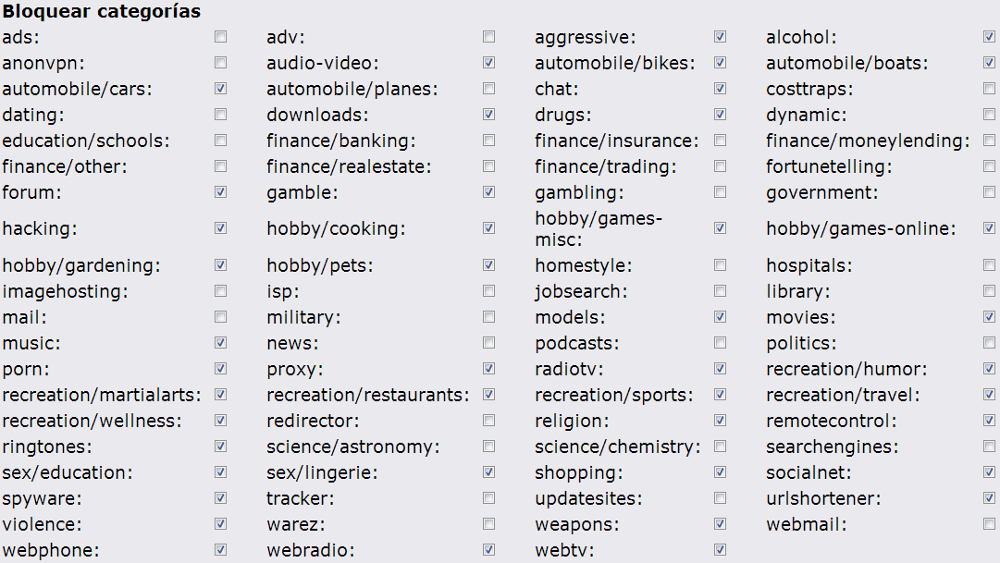 Bloquear categorías
ads: adv: aggressive: alcohol:
anonvpn: audio-video: automobile/bikes: automobile/boats:
automobile/cars: automobile/planes: chat: costtraps:
dating: downloads: drugs: dynamic:
education/schools: finance/banking: finance/insurance: finance/moneylending:
finance/other: finance/realestate: finance/trading: fortunetelling:
forum: gamble: gambling: government:
hacking: hobby/cooking: hobby/games-
misc: hobby/games-online:
hobby/gardening: hobby/pets: homestyle: hospitals:
imagehosting: isp: jobsearch: library:
mail: military: models: movies:
music: news: podcasts: politics:
porn: proxy: radiotv: recreation/humor:
recreation/martialarts: recreation/restaurants: recreation/sports: recreation/travel:
recreation/wellness: redirector: religion: remotecontrol:
ringtones: science/astronomy: science/chemistry: searchengines:
sex/education: sex/lingerie: shopping: socialnet:
spyware: tracker: updatesites: urlshortener:
violence: warez: weapons: webmail:
webphone: webradio: webtv: